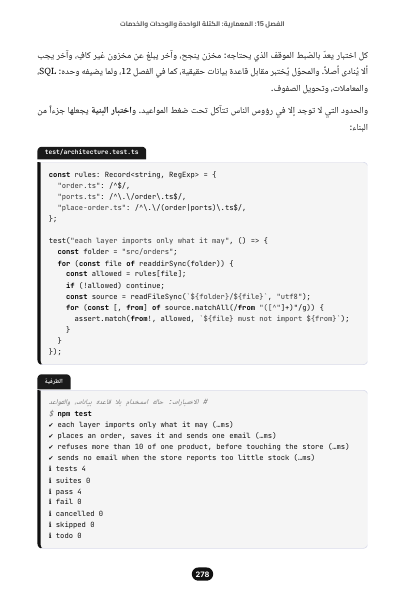 الفصل 15: المعمارية: الكتلة الواحدة والوحدات والخدمات
كل اختبار يعدّ بالضبط الموقف الذي يحتاجه: مخزن ينجح، وآخر يبلغ عن مخزون غير كافٍ، وآخر يجب
ألا يُنادى أصلاً. والمحوّل يُختبر مقابل قاعدة بيانات حقيقية، كما في الفصل 12، ولما يضيفه وحده: SQL،
والمعاملات، وتحويل الصفوف.
والحدود التي لا توجد إلا في رؤوس الناس تتآكل تحت ضغط المواعيد. واختبار البنية يجعلها جزءاً من
البناء:
test/architecture.test.ts
const rules: Record<string, RegExp> = {
"order.ts": /^$/,
"ports.ts": /^\.\/order\.ts$/,
"place-order.ts": /^\.\/(order|ports)\.ts$/,
};
test("each layer imports only what it may", () => {
const folder = "src/orders";
for (const file of readdirSync(folder)) {
const allowed = rules[file];
if (!allowed) continue;
const source = readFileSync(`${folder}/${file}`, "utf8");
for (const [, from] of source.matchAll(/from "([^"]+)"/g)) {
assert.match(from!, allowed, `${file} must not import ${from}`);
}
}
});
الطرفية
# الاختبارات: حالة استخدام بلا قاعدة بيانات، والقواعد
$ npm test
✔ each layer imports only what it may (…ms)
✔ places an order, saves it and sends one email (…ms)
✔ refuses more than 10 of one product, before touching the store (…ms)
✔ sends no email when the store reports too little stock (…ms)
ℹ tests 4
ℹ suites 0
ℹ pass 4
ℹ fail 0
ℹ cancelled 0
ℹ skipped 0
ℹ todo 0
278